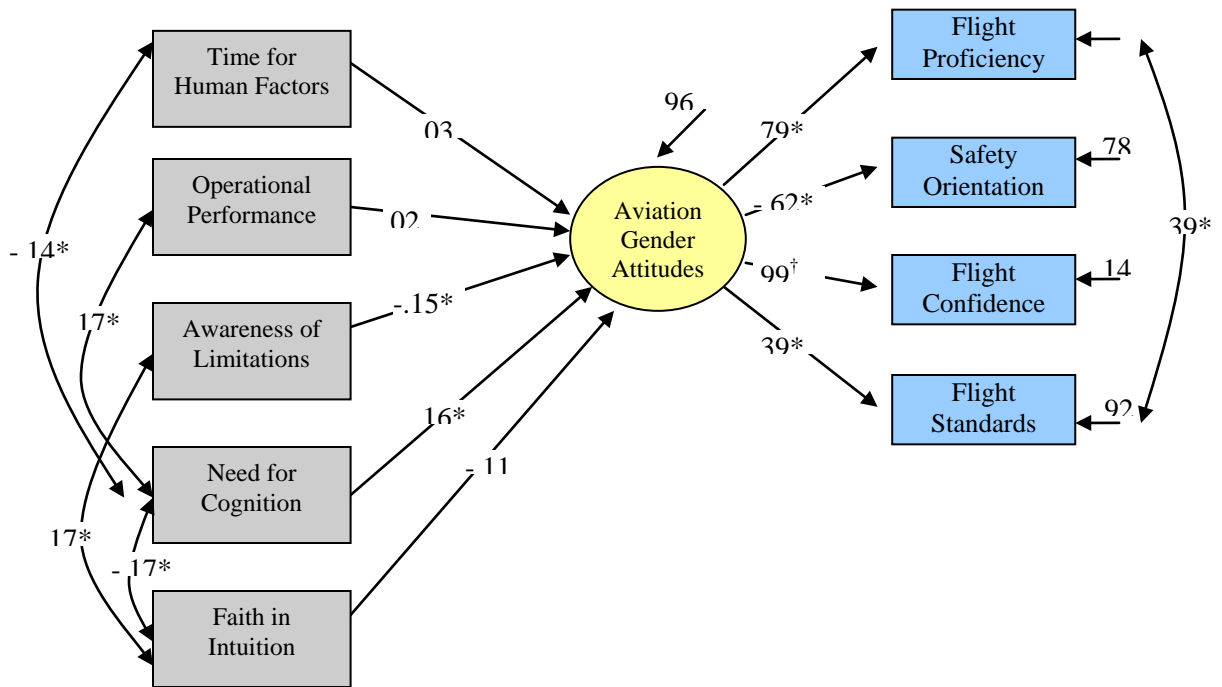 Time for
Human Factors
Operational
Performance
Awareness of
Limitations
Need for
Cognition
Faith in
Intuition
- .14*
.17*
.17*
- .17*
.03
.02
-.15*
.16*
- .11
.96
Aviation
Gender
Attitudes
.79*
- .62*
.99†
.39*
Flight
Proficiency
Safety
Orientation
Flight
Confidence
Flight
Standards
.78
.14
.92
.39*